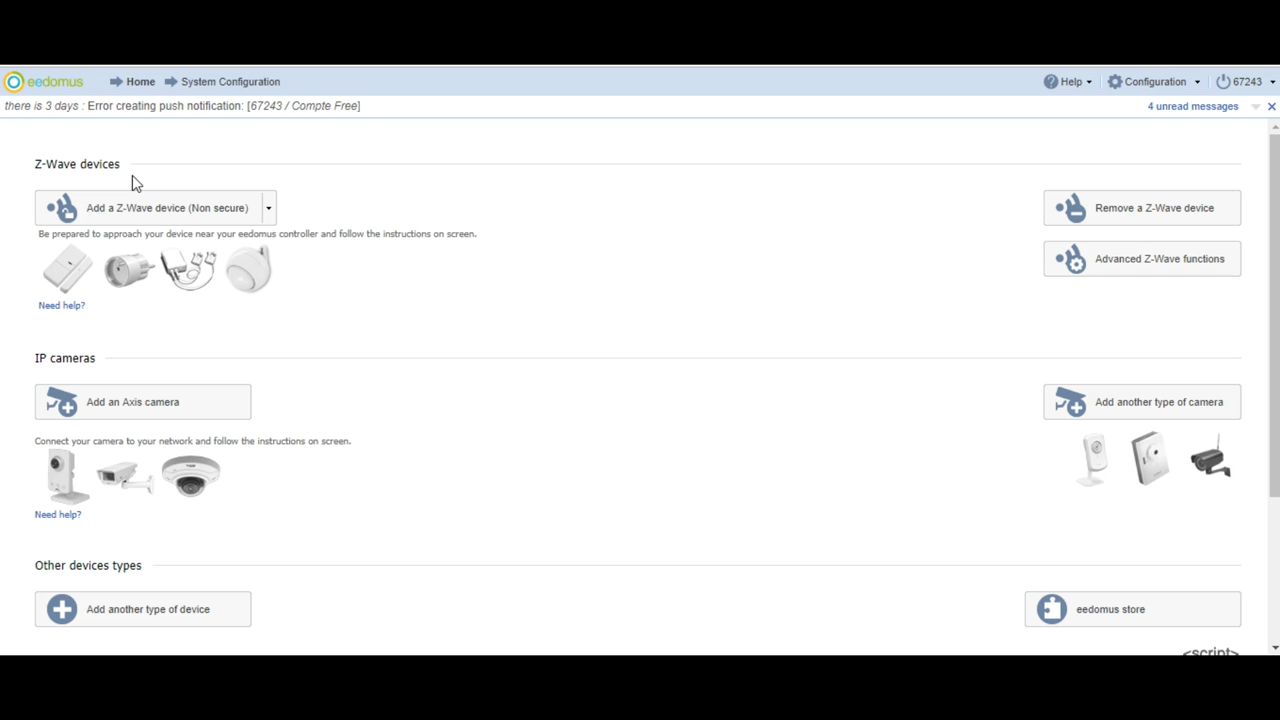 eedomus Home System Configuration Help Configuration 67243
there is 3 days : Error creating push notification: [67243 / Compte Free] 4 unread messages
Z-Wave devices
Add a Z-Wave device (Non secure) Remove a Z-Wave device
Be prepared to approach your device near your eedomus controller and follow the instructions on screen.
Advanced Z-Wave functions
Need help?
IP cameras
Add an Axis camera Add another type of camera
Connect your camera to your network and follow the instructions on screen.
Need help?
Other devices types
Add another type of device eedomus store
<script>